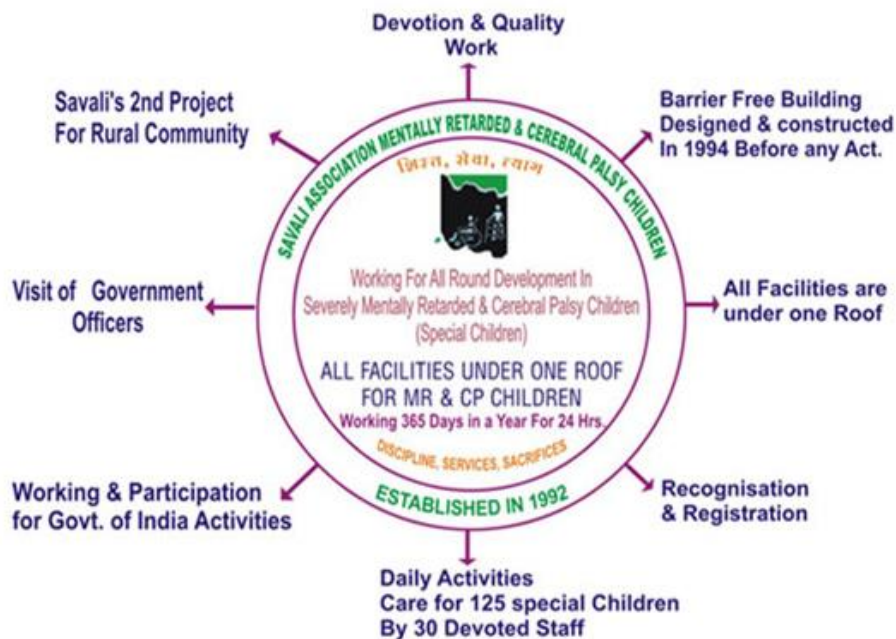 Devotion & Quality
Work
Savali's 2nd Project
For Rural Community
Barrier Free Building
Designed & constructed
In 1994 Before any Act.
SAVALI ASSOCIATION MENTALLY RETARDED & CEREBRAL PALSY CHILDREN
शिस्त, सेवा, त्याग
Working For All Round Development In
Severely Mentally Retarded & Cerebral Palsy Children
(Special Children)
ALL FACILITIES UNDER ONE ROOF
FOR MR & CP CHILDREN
Working 365 Days in a Year For 24 Hrs.
DISCIPLINE, SERVICES, SACRIFICES
ESTABLISHED IN 1992
Visit of Government
Officers
All Facilities are
under one Roof
Working & Participation
for Govt. of India Activities
Recognisation
& Registration
Daily Activities
Care for 125 special Children
By 30 Devoted Staff